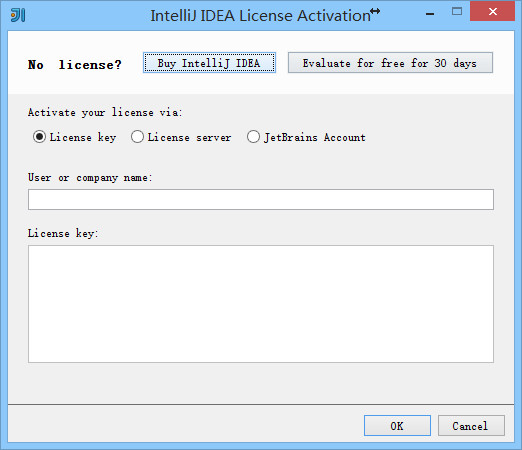 IntelliJ IDEA License Activation
No license? Buy IntelliJ IDEA Evaluate for free for 30 days
Activate your license via:
License key License server JetBrains Account
User or company name:
License key:
OK Cancel